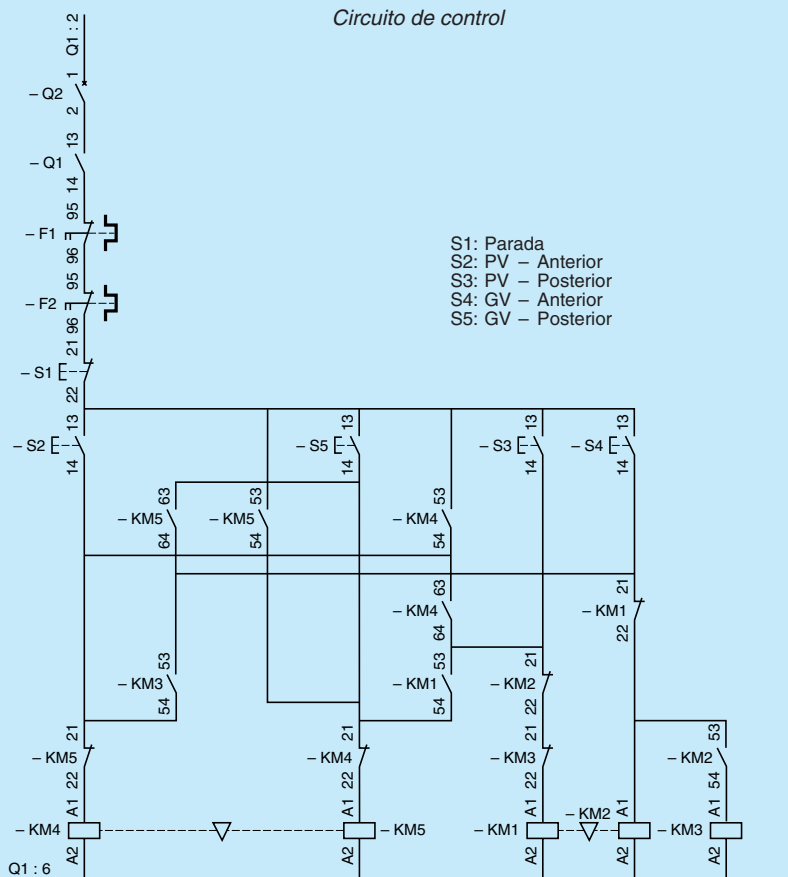 Circuito de control
Q1 : 2
1
– Q2
2
13
– Q1
14
95
– F1
96
95
– F2
96
21
– S1
22
S1: Parada
S2: PV – Anterior
S3: PV – Posterior
S4: GV – Anterior
S5: GV – Posterior
13 13 13 13
– S2 – S5 – S3 – S4
14 14 14 14
63 53 53
– KM5 – KM5 – KM4
64 54 54
63 21
– KM4 – KM1
64 22
53 53 21
– KM3 – KM1 – KM2
54 54 22
21 21 21 53
– KM5 – KM4 – KM3 – KM2
22 22 22 54
A1 A1 A1 – KM2 A1 A1
– KM4 – KM5 – KM1 – KM3
A2 A2 A2 A2 A2
Q1 : 6